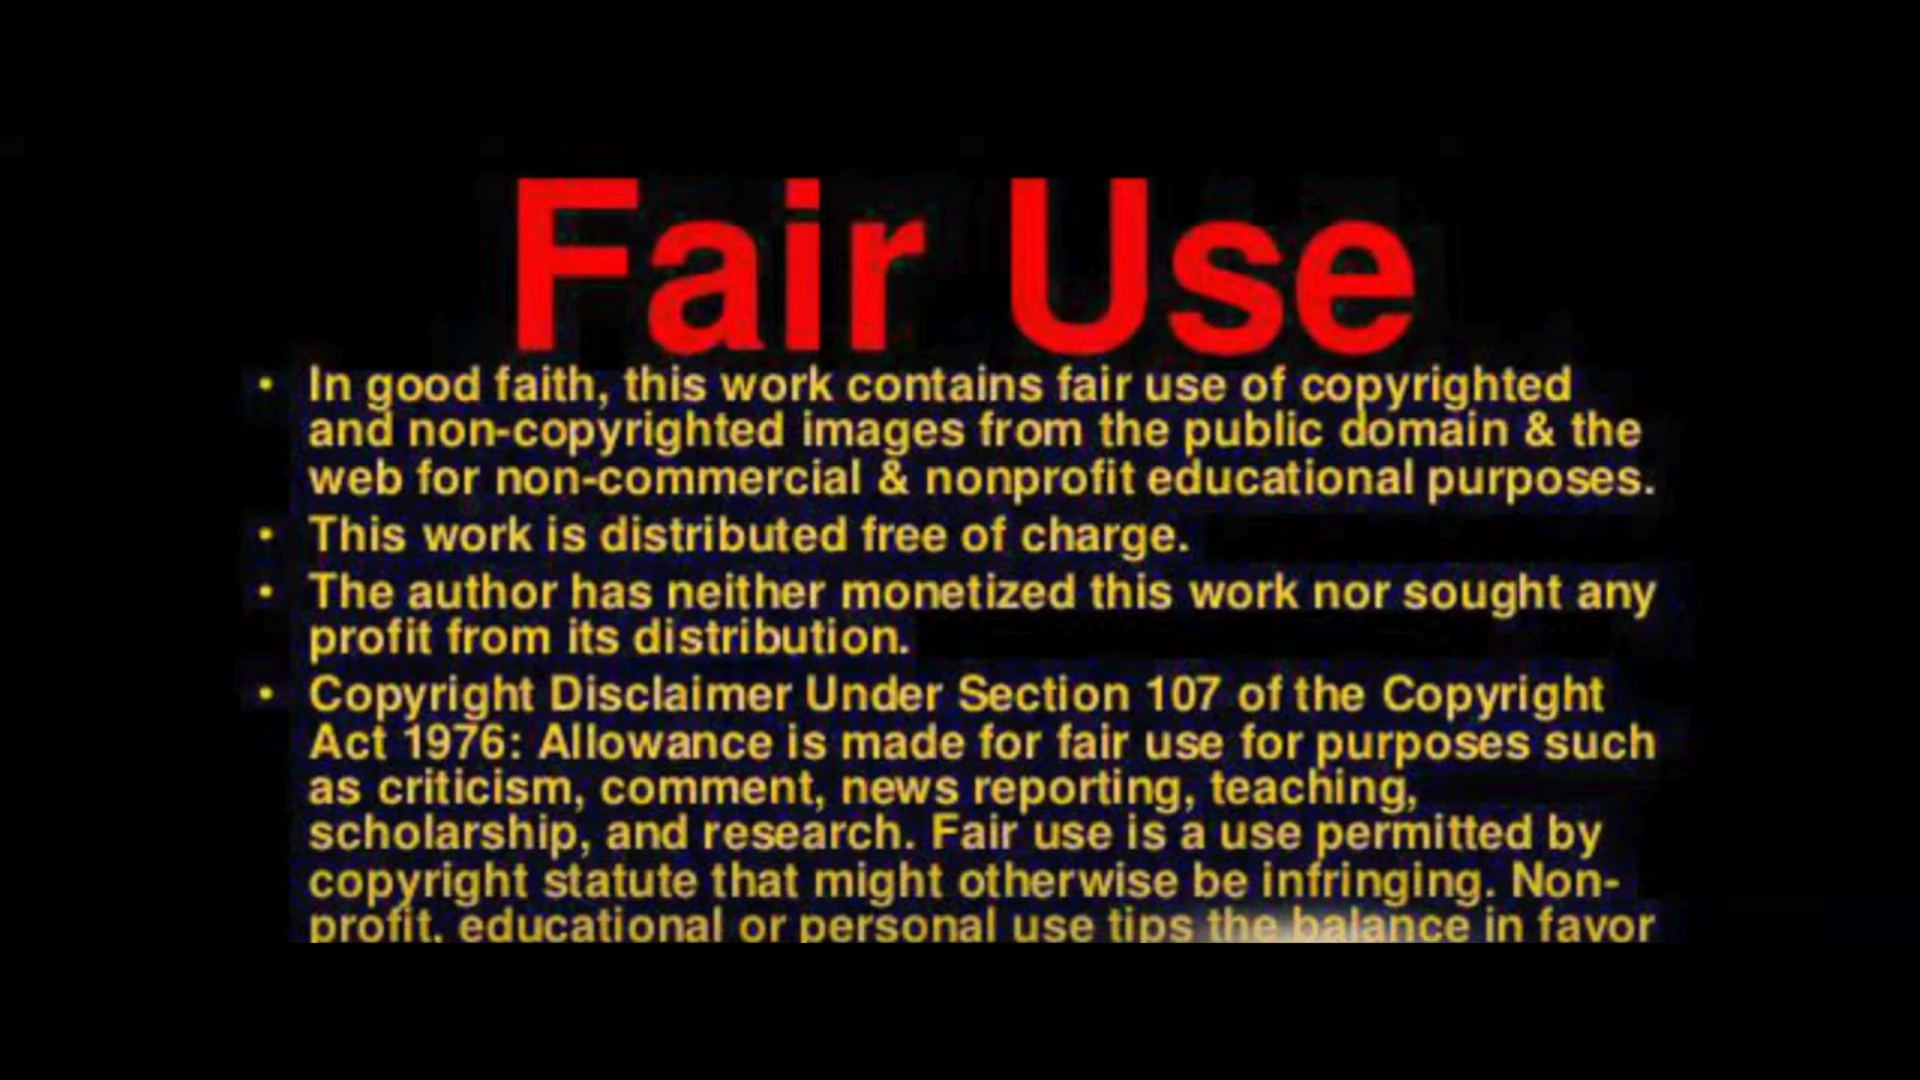 Fair Use
• In good faith, this work contains fair use of copyrighted
and non-copyrighted images from the public domain & the
web for non-commercial & nonprofit educational purposes.
• This work is distributed free of charge.
• The author has neither monetized this work nor sought any
profit from its distribution.
• Copyright Disclaimer Under Section 107 of the Copyright
Act 1976: Allowance is made for fair use for purposes such
as criticism, comment, news reporting, teaching,
scholarship, and research. Fair use is a use permitted by
copyright statute that might otherwise be infringing. Non-
profit, educational or personal use tips the balance in favor